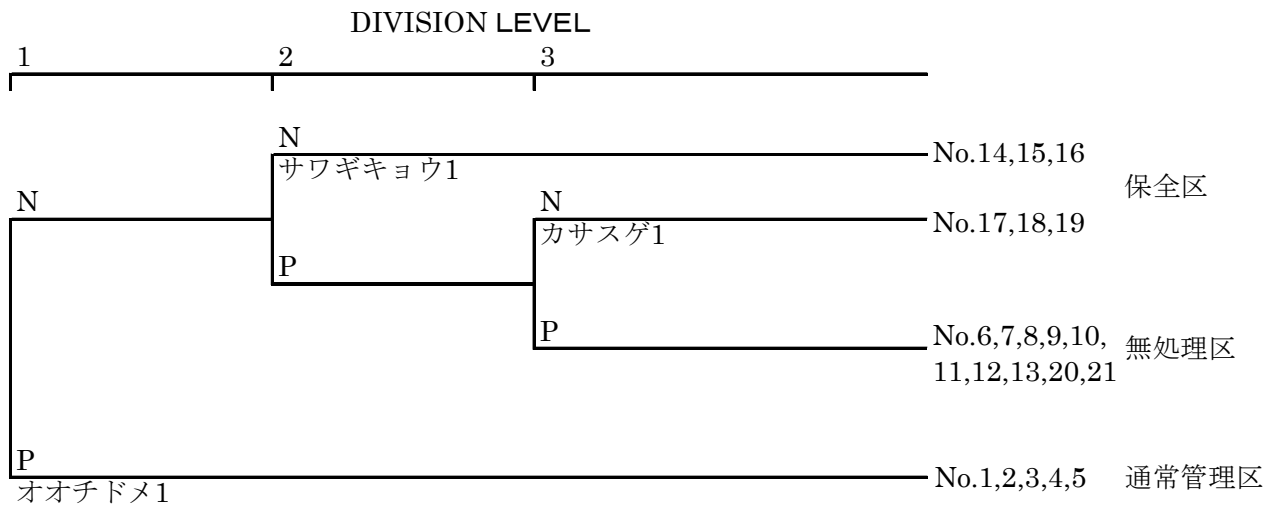 DIVISION LEVEL
1 2 3
N
サワギキョウ1
No.14,15,16
保全区
N
N
カサスゲ1
No.17,18,19
P
P
No.6,7,8,9,10,
11,12,13,20,21
無処理区
P
オオチドメ1
No.1,2,3,4,5
通常管理区